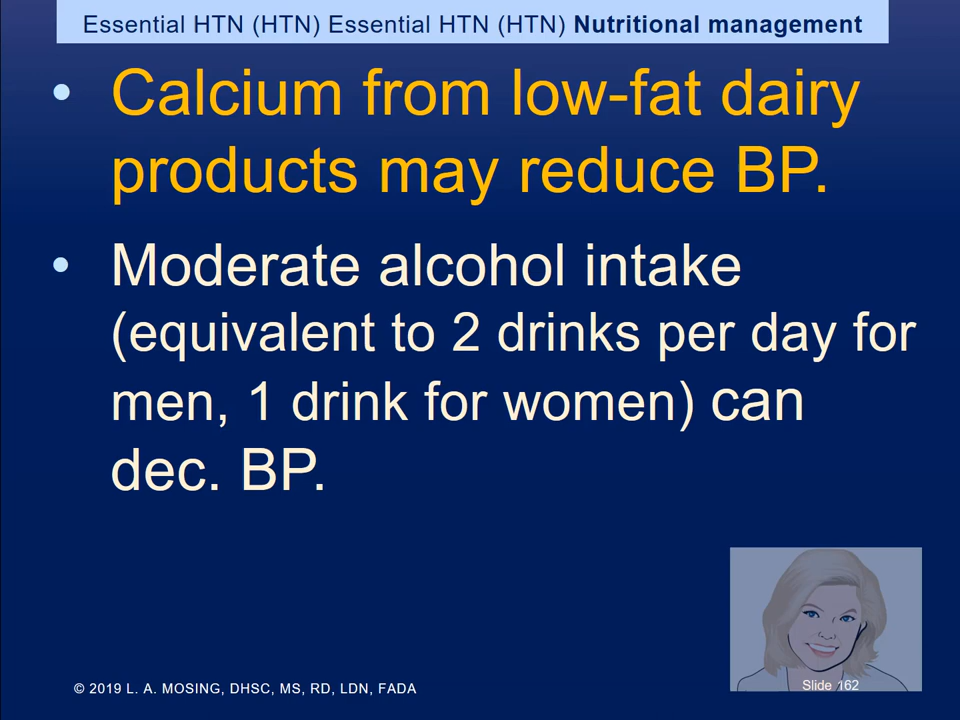 Essential HTN (HTN) Essential HTN (HTN) Nutritional management
• Calcium from low-fat dairy
products may reduce BP.
• Moderate alcohol intake
(equivalent to 2 drinks per day for
men, 1 drink for women) can
dec. BP.
© 2019 L. A. MOSING, DHSC, MS, RD, LDN, FADA
Slide 162